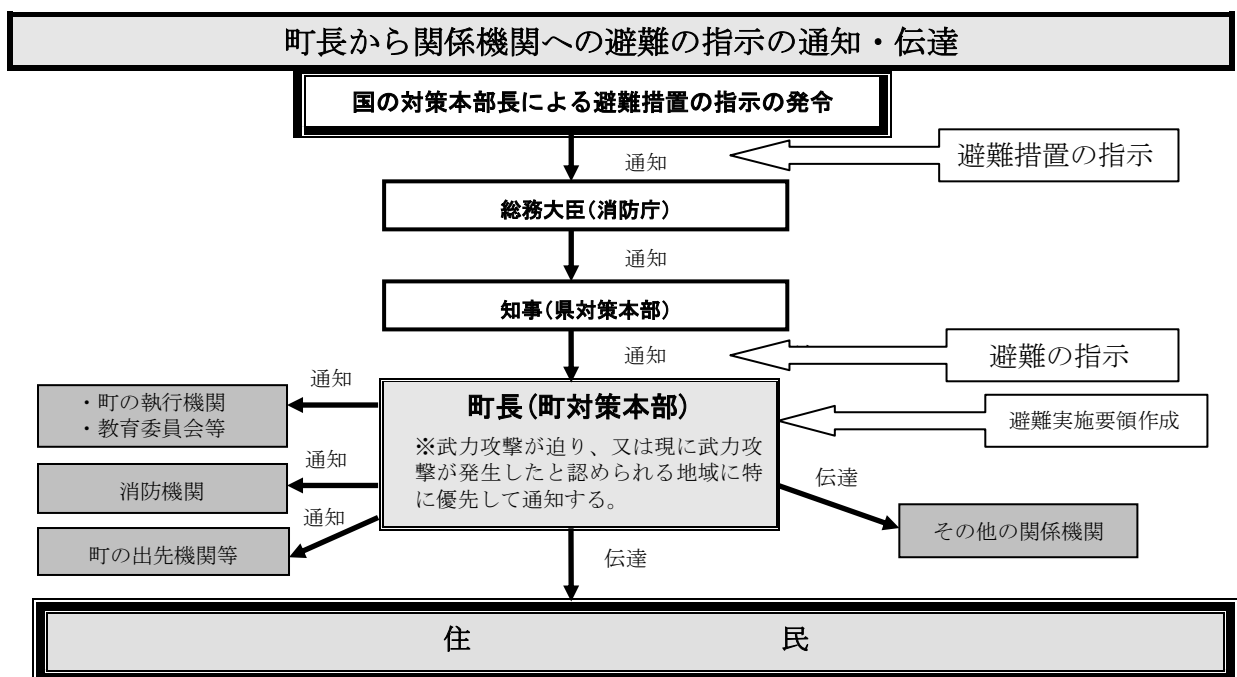 町長から関係機関への避難の指示の通知・伝達
国の対策本部長による避難措置の指示の発令
通知
避難措置の指示
総務大臣(消防庁)
通知
知事(県対策本部)
通知
避難の指示
通知
・町の執行機関
・教育委員会等
町長(町対策本部)
※武力攻撃が迫り、又は現に武力攻
撃が発生したと認められる地域に特
に優先して通知する。
避難実施要領作成
通知
消防機関
伝達
通知
町の出先機関等
その他の関係機関
伝達
住 民